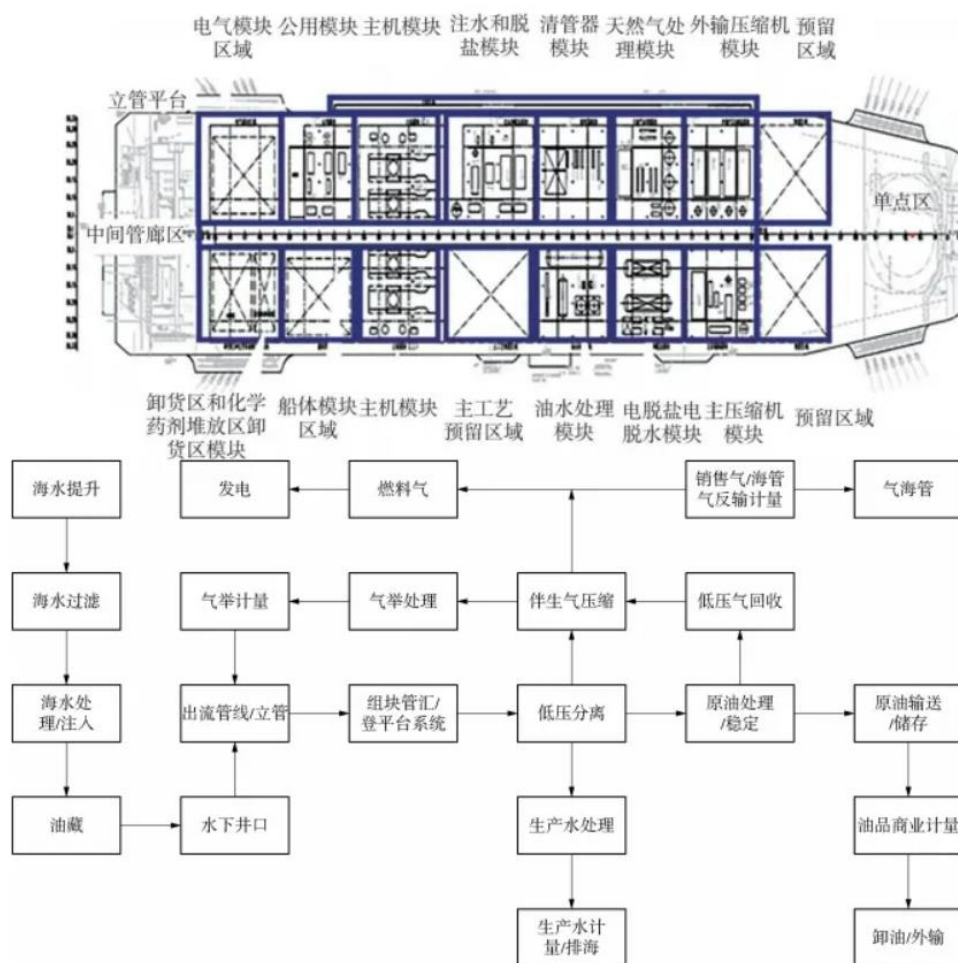 电气模块
区域
公用模块
主机模块
注水和脱
盐模块
清管器
模块
天然气处
理模块
外输压缩机
模块
预留
区域
立管平台
中间管廊区
单点区
卸货区和化学
药剂堆放区卸
货区模块
船体模块
区域
主机模块
主工艺
预留区域
油水处理
模块
电脱盐电
脱水模块
主压缩机
模块
预留区域
海水提升
发电
燃料气
销售气/海管
气反输计量
气海管
海水过滤
气举计量
气举处理
伴生气压缩
低压气回收
海水处
理/注入
出流管线/立管
组块管汇/
登平台系统
低压分离
原油处理
/稳定
原油输送
/储存
油藏
水下井口
生产水处理
油品商业计量
生产水计
量/排海
卸油/外输